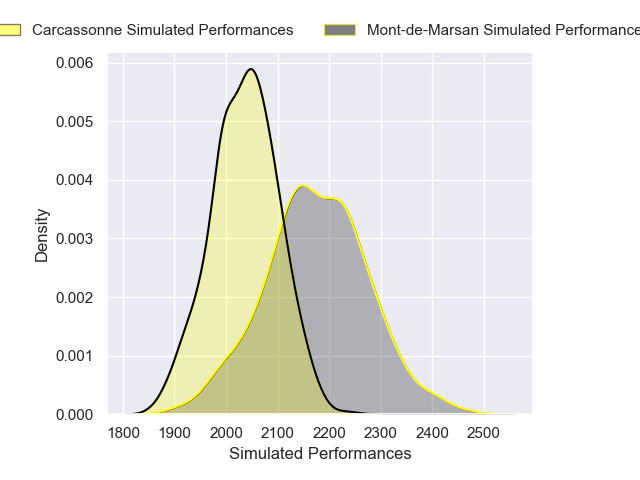 Carcassonne Simulated Performances
Mont-de-Marsan Simulated Performance
0.006
0.005
0.004
0.003
0.002
0.001
0.000
Density
1800 1900 2000 2100 2200 2300 2400 2500
Simulated Performances